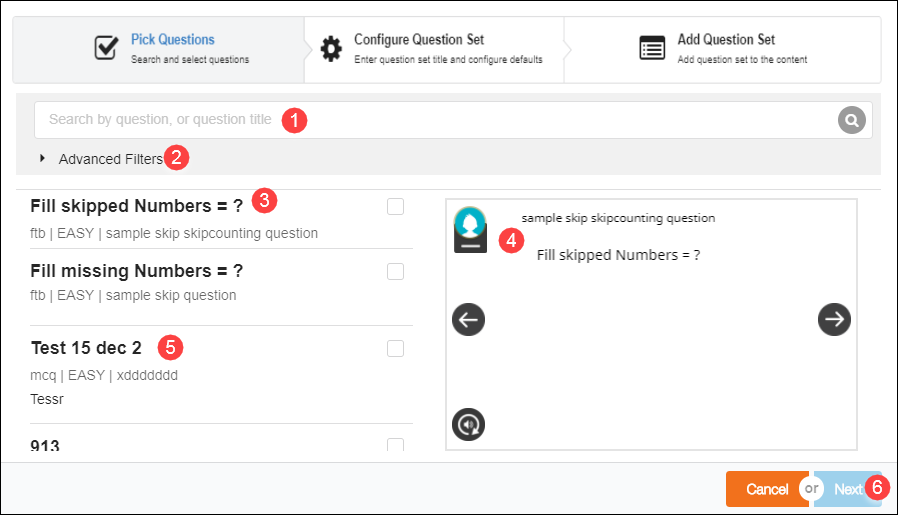 Pick Questions
Search and select questions
Configure Question Set
Enter question set title and configure defaults
Add Question Set
Add question set to the content
Search by question, or question title 1
Advanced Filters 2
Fill skipped Numbers = ? 3
ftb | EASY | sample skip skipcounting question
Fill missing Numbers = ?
ftb | EASY | sample skip question
Test 15 dec 2 5
mcq | EASY | xddddddd
Tessr
913
sample skip skipcounting question
4
Fill skipped Numbers = ?
Cancel or Next 6